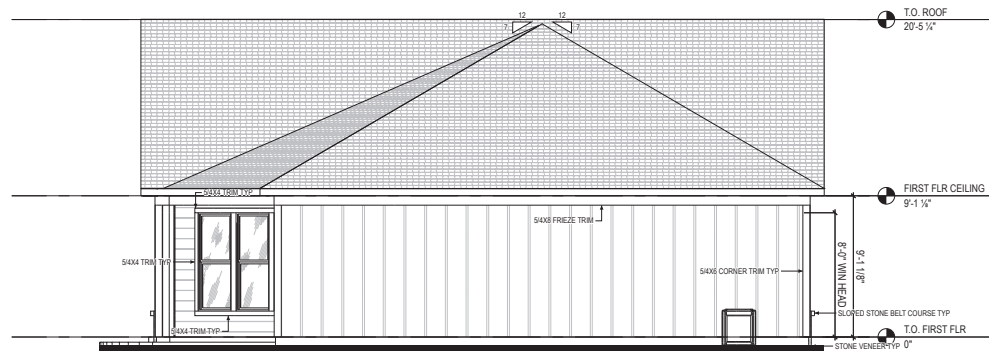 12 12
7 7
T.O. ROOF
20'-5 ¼"
5/4X4 TRIM TYP
FIRST FLR CEILING
9'-1 ⅛"
5/4X8 FRIEZE TRIM
5/4X4 TRIM TYP
5/4X6 CORNER TRIM TYP
8'-0" WIN HEAD
9'-1 1/8"
SLOPED STONE BELT COURSE TYP
5/4X4 TRIM TYP
T.O. FIRST FLR
0"
STONE VENEER TYP